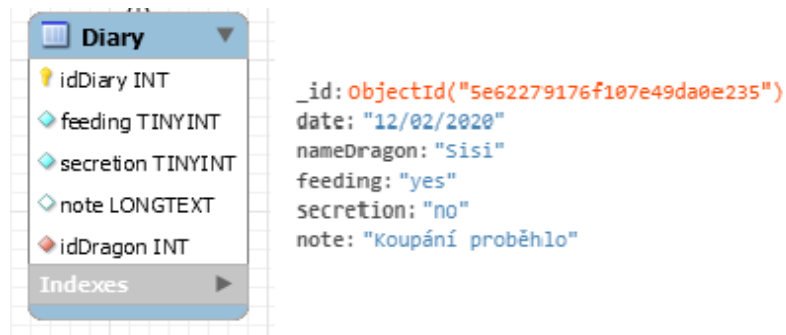 Diary
idDiary INT
feeding TINYINT
secretion TINYINT
note LONGTEXT
idDragon INT
Indexes
_id: ObjectId("5e62279176f107e49da0e235")
date: "12/02/2020"
nameDragon: "Sisi"
feeding: "yes"
secretion: "no"
note: "Koupání proběhlo"